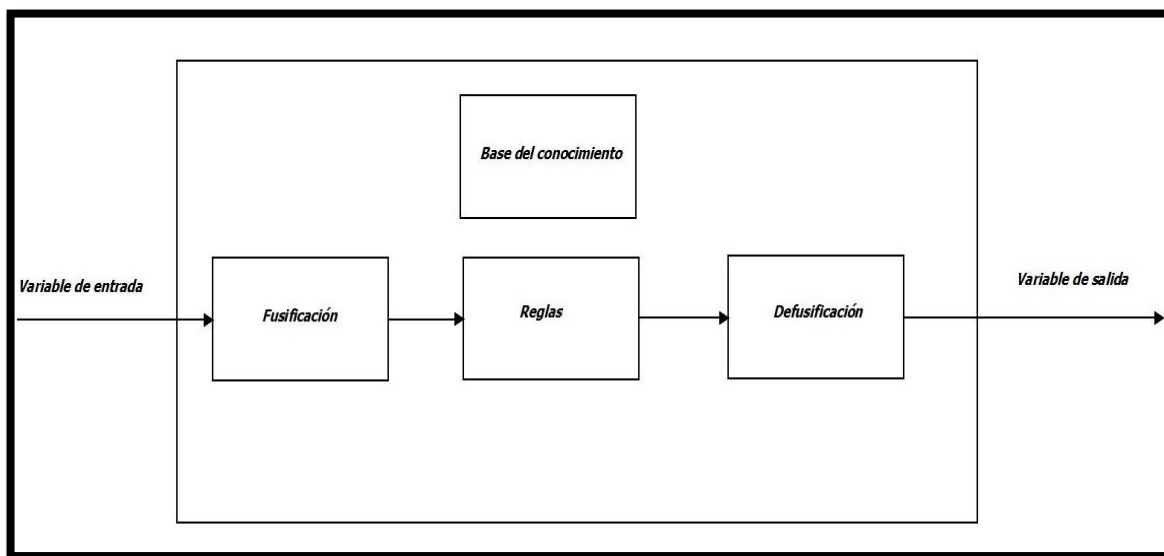 Base del conocimiento
Variable de entrada
Variable de salida
Fusificación
Reglas
Defusificación